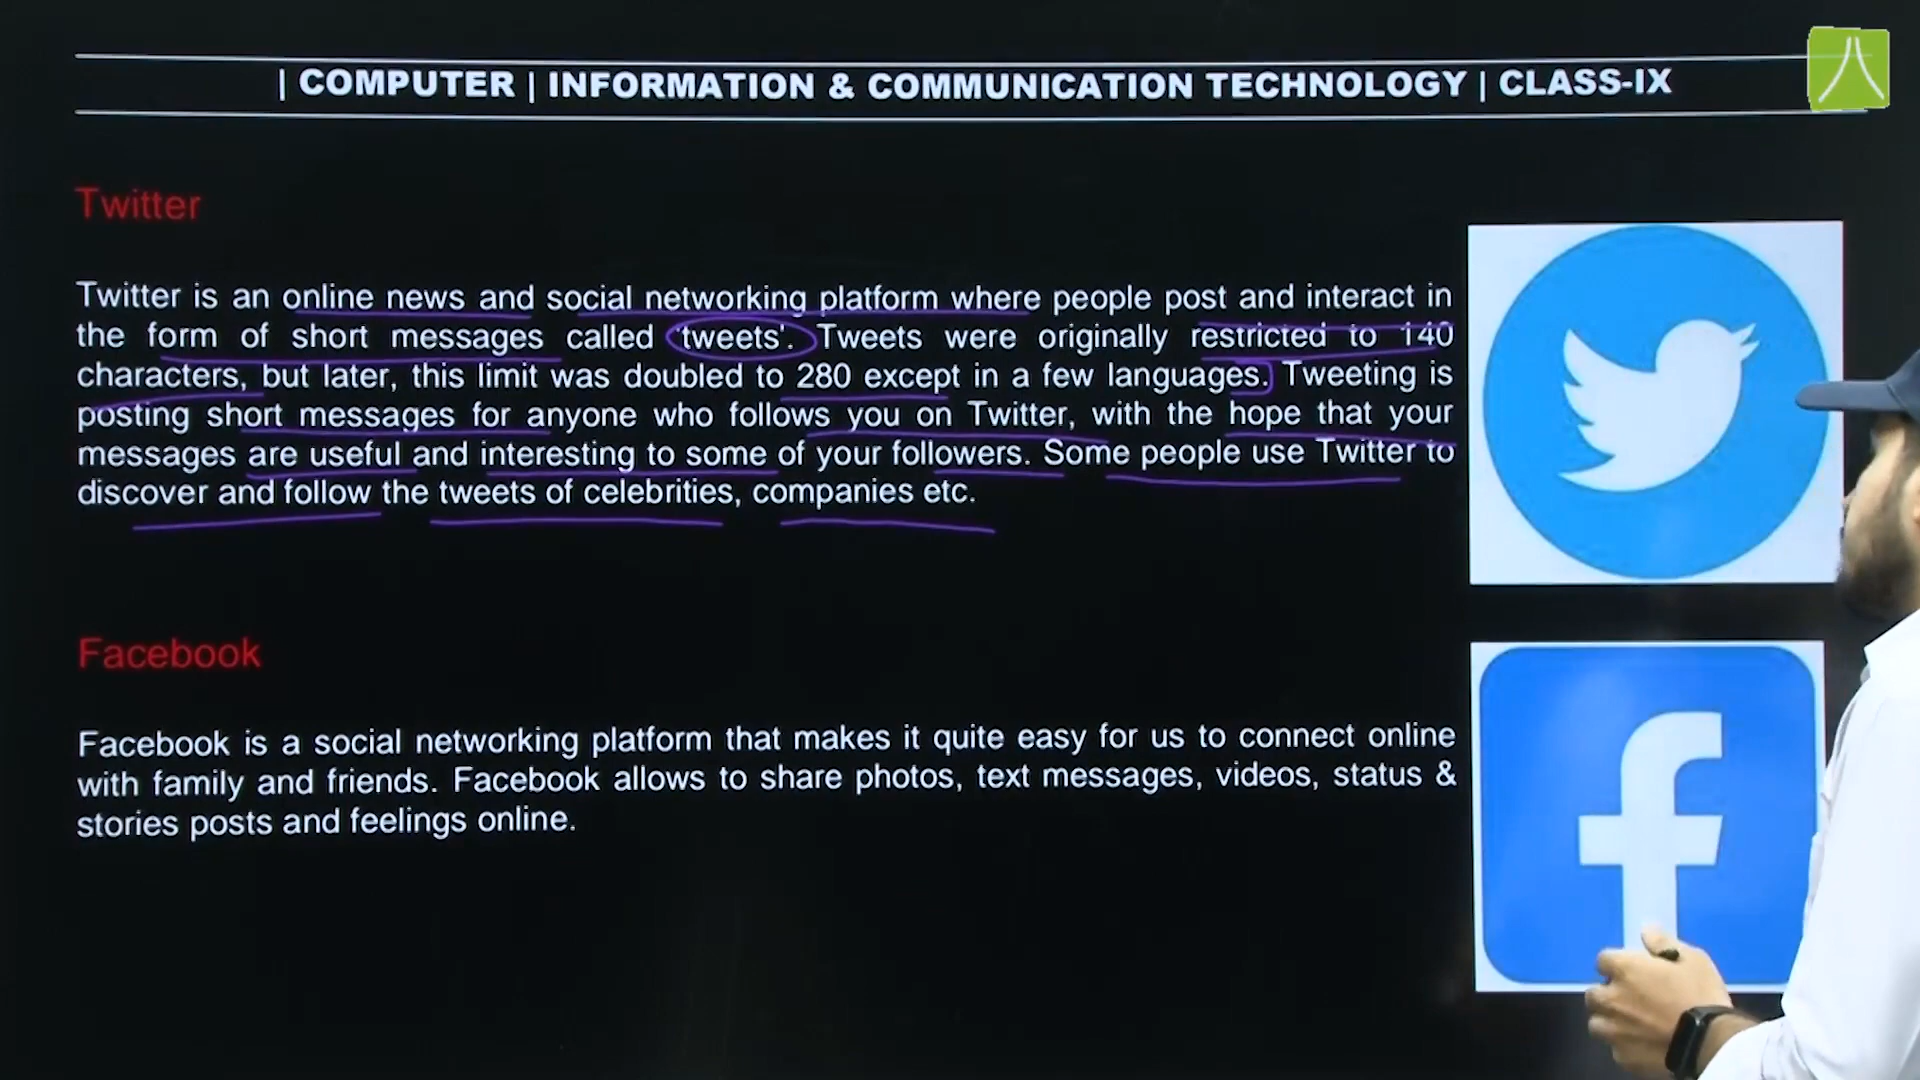 | COMPUTER | INFORMATION & COMMUNICATION TECHNOLOGY | CLASS-IX
Twitter
Twitter is an online news and social networking platform where people post and interact in
the form of short messages called 'tweets'. Tweets were originally restricted to 140
characters, but later, this limit was doubled to 280 except in a few languages. Tweeting is
posting short messages for anyone who follows you on Twitter, with the hope that your
messages are useful and interesting to some of your followers. Some people use Twitter to
discover and follow the tweets of celebrities, companies etc.
Facebook
Facebook is a social networking platform that makes it quite easy for us to connect online
with family and friends. Facebook allows to share photos, text messages, videos, status &
stories posts and feelings online.